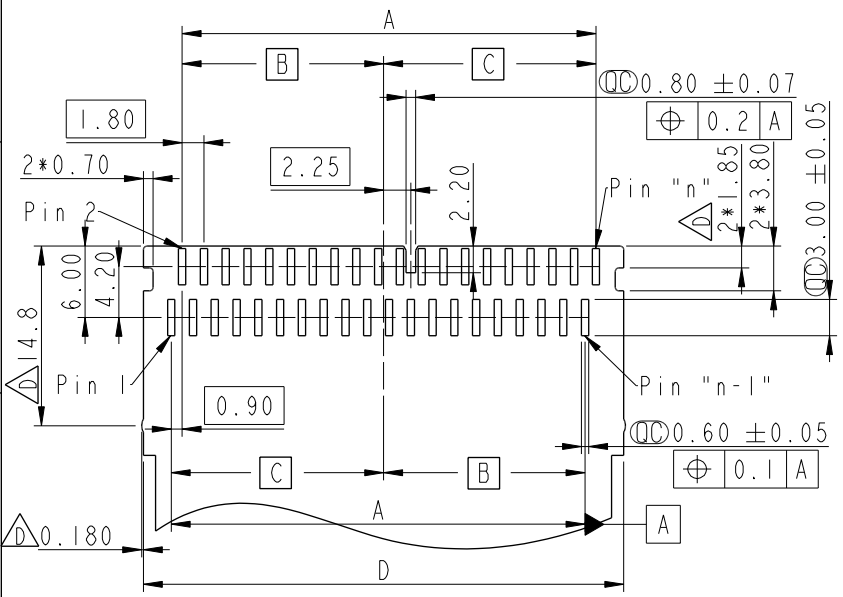 A
B
C
QC 0.80 ±0.07
⌖ 0.2 A
1.80
2.25
2*0.70
2.20
Pin "n"
D 2*1.85
2*3.80
QC 3.00 ±0.05
Pin 2
6.00
4.20
D 14.8
Pin 1
Pin "n-1"
0.90
QC 0.60 ±0.05
⌖ 0.1 A
C
B
A
A
D 0.180
D